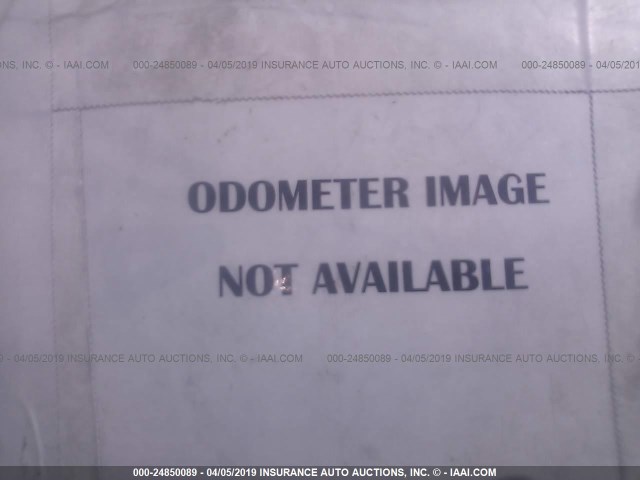 NS, INC. © - IAAI.COM 000-24850089 - 04/05/2019 INSURANCE AUTO AUCTIONS, INC. © - IAAI.COM 000-24850089 - 04/05/2019
ODOMETER IMAGE
NOT AVAILABLE
- 04/05/2019 INSURANCE AUTO AUCTIONS, INC. © - IAAI.COM 000-24850089 - 04/05/2019 INSURANCE AUTO AUCTIONS, INC. © - IAAI.COM
000-24850089 - 04/05/2019 INSURANCE AUTO AUCTIONS, INC. © - IAAI.COM